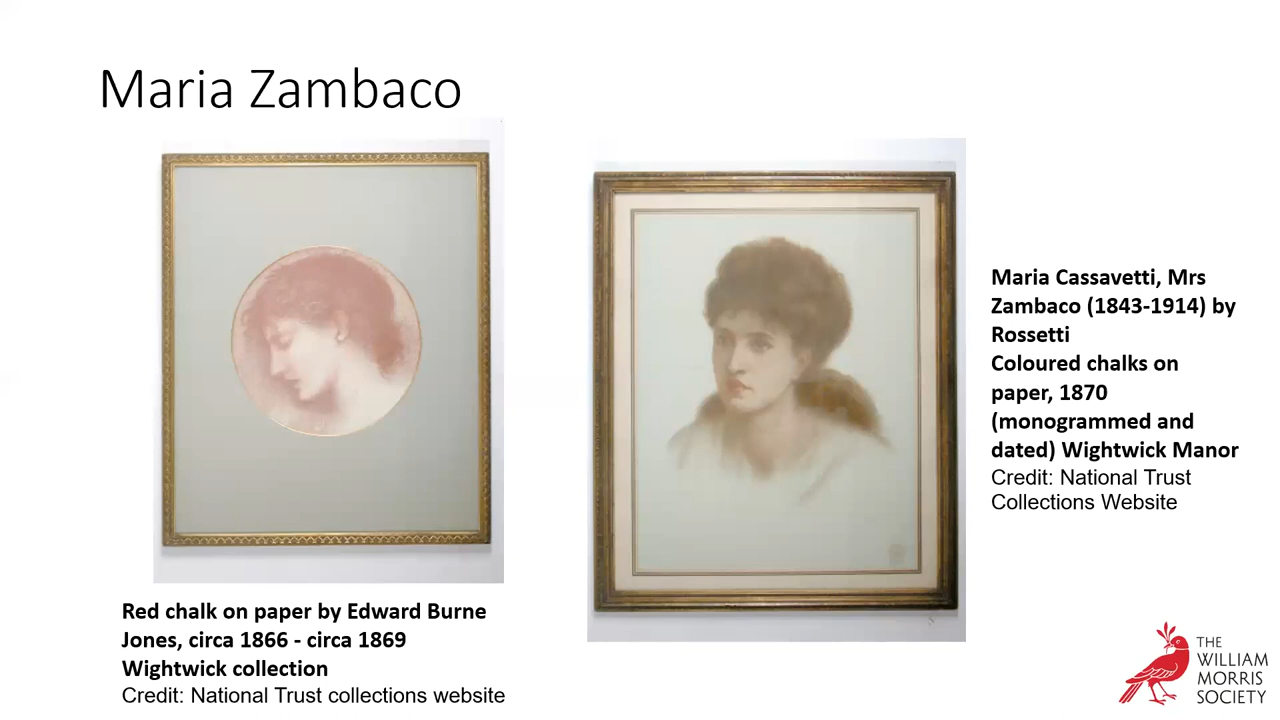 Maria Zambaco
Maria Cassavetti, Mrs
Zambaco (1843-1914) by
Rossetti
Coloured chalks on
paper, 1870
(monogrammed and
dated) Wightwick Manor
Credit: National Trust
Collections Website
Red chalk on paper by Edward Burne
Jones, circa 1866 - circa 1869
Wightwick collection
Credit: National Trust collections website
THE
WILLIAM
MORRIS
SOCIETY